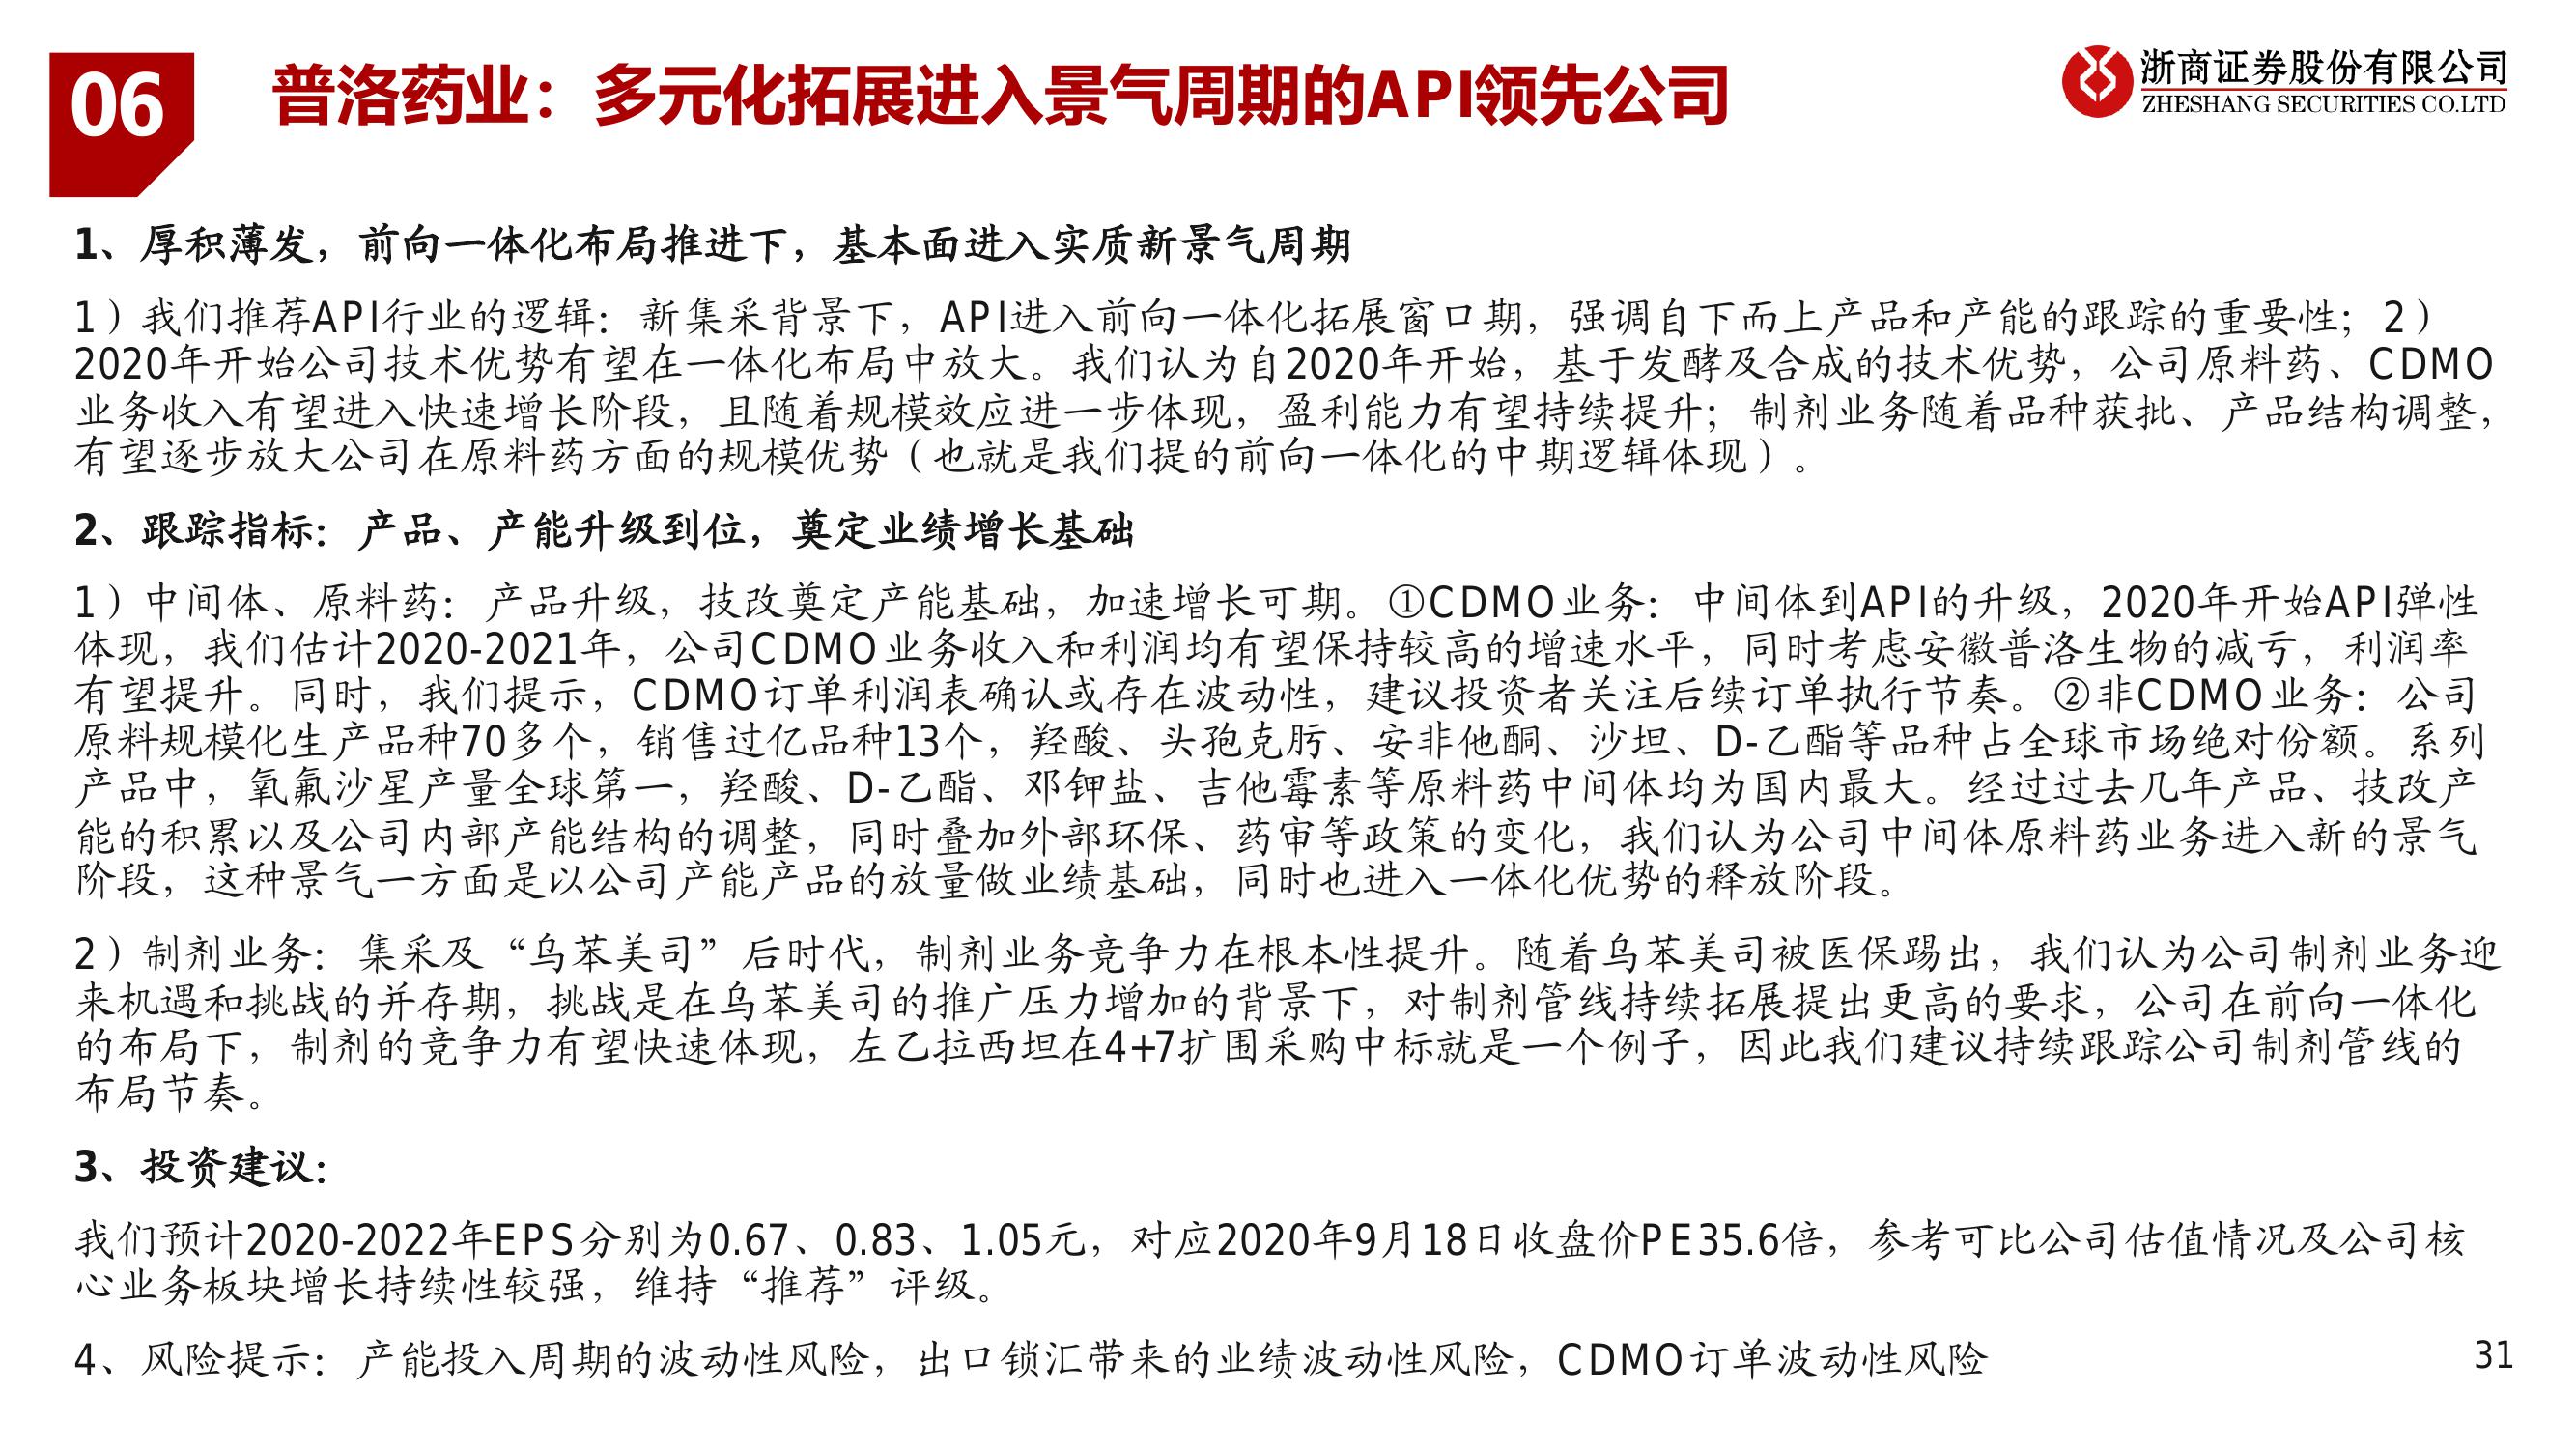 06
普洛药业：多元化拓展进入景气周期的API领先公司
浙商证券股份有限公司
ZHESHANG SECURITIES CO.LTD
1、厚积薄发，前向一体化布局推进下，基本面进入实质新景气周期
1）我们推荐API行业的逻辑：新集采背景下，API进入前向一体化拓展窗口期，强调自下而上产品和产能的跟踪的重要性；2）
2020年开始公司技术优势有望在一体化布局中放大。我们认为自2020年开始，基于发酵及合成的技术优势，公司原料药、CDMO
业务收入有望进入快速增长阶段，且随着规模效应进一步体现，盈利能力有望持续提升；制剂业务随着品种获批、产品结构调整，
有望逐步放大公司在原料药方面的规模优势（也就是我们提的前向一体化的中期逻辑体现）。
2、跟踪指标：产品、产能升级到位，奠定业绩增长基础
1）中间体、原料药：产品升级，技改奠定产能基础，加速增长可期。①CDMO业务：中间体到API的升级，2020年开始API弹性
体现，我们估计2020-2021年，公司CDMO业务收入和利润均有望保持较高的增速水平，同时考虑安徽普洛生物的减亏，利润率
有望提升。同时，我们提示，CDMO订单利润表确认或存在波动性，建议投资者关注后续订单执行节奏。②非CDMO业务：公司
原料规模化生产品种70多个，销售过亿品种13个，羟酸、头孢克肟、安非他酮、沙坦、D-乙酯等品种占全球市场绝对份额。系列
产品中，氧氟沙星产量全球第一，羟酸、D-乙酯、邓钾盐、吉他霉素等原料药中间体均为国内最大。经过过去几年产品、技改产
能的积累以及公司内部产能结构的调整，同时叠加外部环保、药审等政策的变化，我们认为公司中间体原料药业务进入新的景气
阶段，这种景气一方面是以公司产能产品的放量做业绩基础，同时也进入一体化优势的释放阶段。
2）制剂业务：集采及“乌苯美司”后时代，制剂业务竞争力在根本性提升。随着乌苯美司被医保踢出，我们认为公司制剂业务迎
来机遇和挑战的并存期，挑战是在乌苯美司的推广压力增加的背景下，对制剂管线持续拓展提出更高的要求，公司在前向一体化
的布局下，制剂的竞争力有望快速体现，左乙拉西坦在4+7扩围采购中标就是一个例子，因此我们建议持续跟踪公司制剂管线的
布局节奏。
3、投资建议：
我们预计2020-2022年EPS分别为0.67、0.83、1.05元，对应2020年9月18日收盘价PE35.6倍，参考可比公司估值情况及公司核
心业务板块增长持续性较强，维持“推荐”评级。
4、风险提示：产能投入周期的波动性风险，出口锁汇带来的业绩波动性风险，CDMO订单波动性风险
31